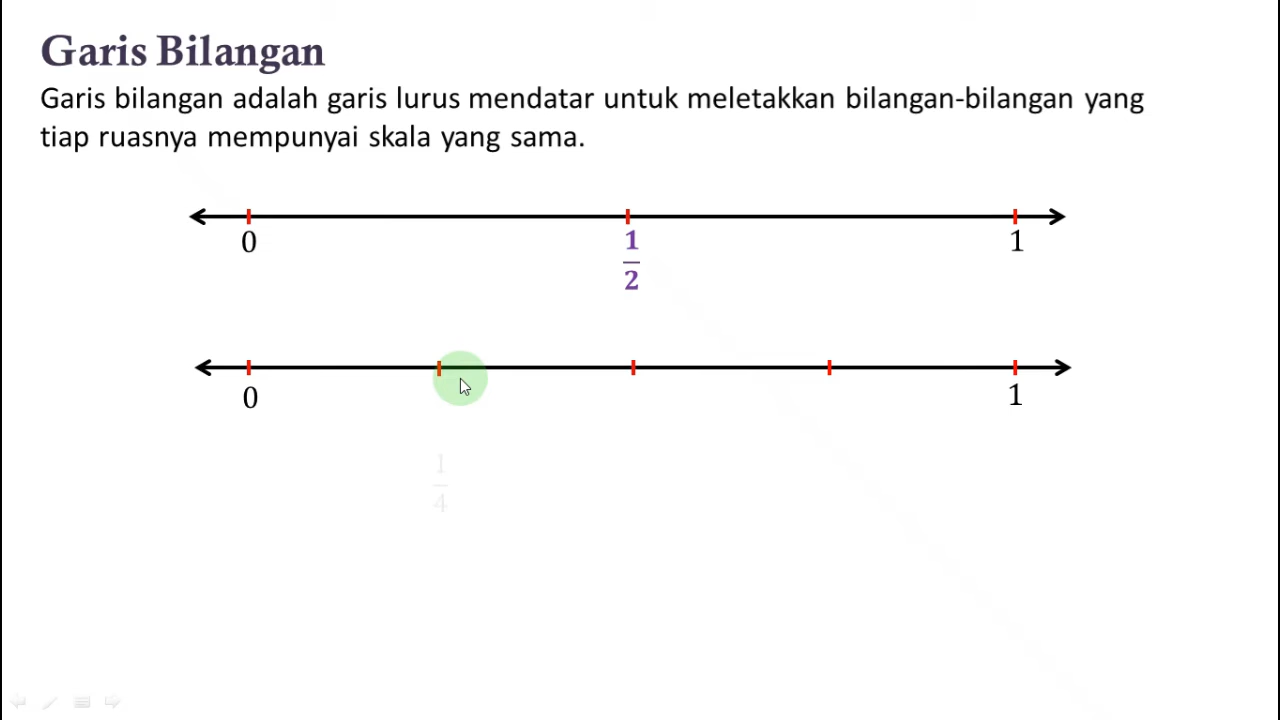 Garis Bilangan
Garis bilangan adalah garis lurus mendatar untuk meletakkan bilangan-bilangan yang
tiap ruasnya mempunyai skala yang sama.
0
1
2
1
0
1
1
4